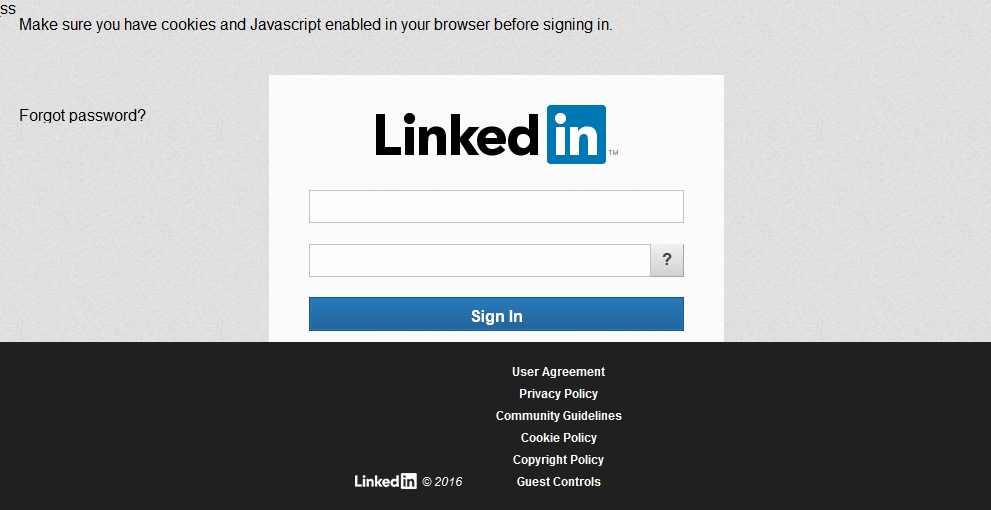 ss
Make sure you have cookies and Javascript enabled in your browser before signing in.
Forgot password?
Linked in ™
?
Sign In
User Agreement
Privacy Policy
Community Guidelines
Cookie Policy
Copyright Policy
Linked in © 2016 Guest Controls